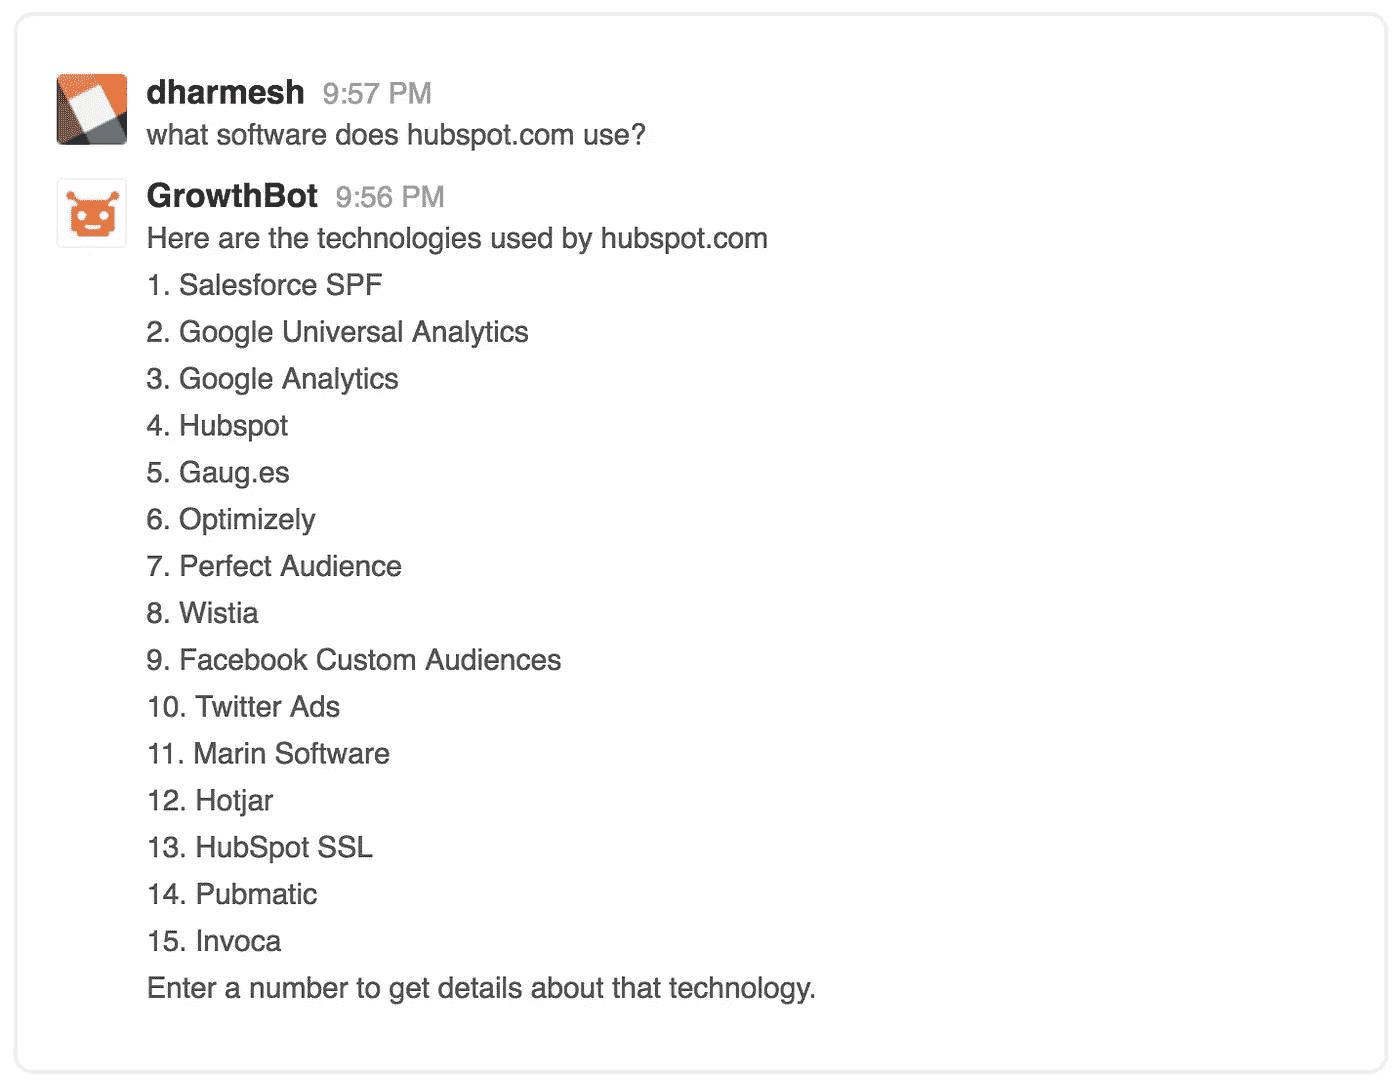 dharmesh 9:57 PM
what software does hubspot.com use?
GrowthBot 9:56 PM
Here are the technologies used by hubspot.com
1. Salesforce SPF
2. Google Universal Analytics
3. Google Analytics
4. Hubspot
5. Gaug.es
6. Optimizely
7. Perfect Audience
8. Wistia
9. Facebook Custom Audiences
10. Twitter Ads
11. Marin Software
12. Hotjar
13. HubSpot SSL
14. Pubmatic
15. Invoca
Enter a number to get details about that technology.